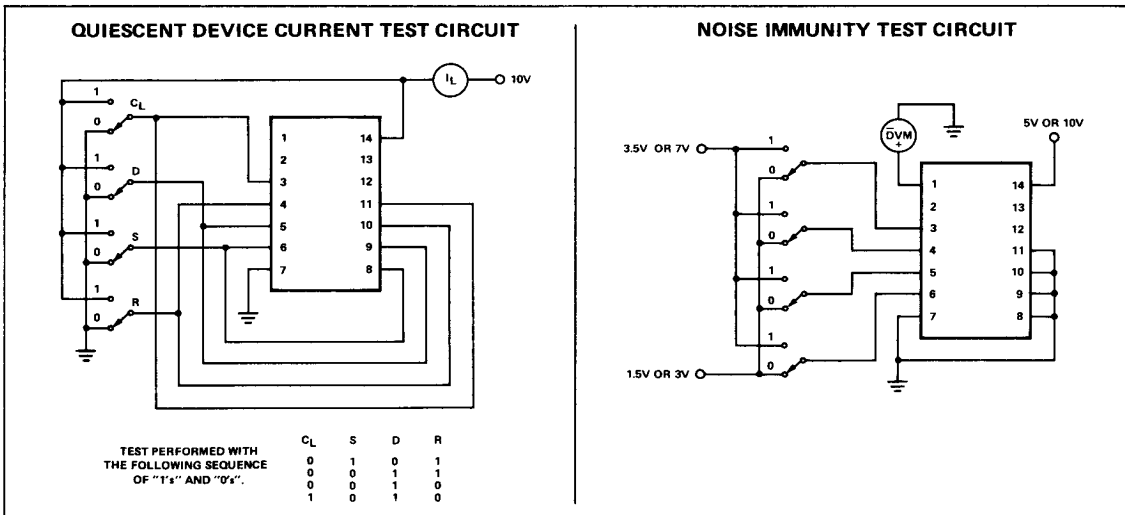 QUIESCENT DEVICE CURRENT TEST CIRCUIT
IL
10V
1
CL
0
1
D
0
1
S
0
1
R
0
1 14
2 13
3 12
4 11
5 10
6 9
7 8
TEST PERFORMED WITH
THE FOLLOWING SEQUENCE
OF "1's" AND "0's".
CL S D R
0 1 0 1
0 0 1 1
0 0 1 0
1 0 1 0
NOISE IMMUNITY TEST CIRCUIT
-
DVM
+
5V OR 10V
3.5V OR 7V
1
0
1
0
1
0
1
0
1.5V OR 3V
1 14
2 13
3 12
4 11
5 10
6 9
7 8